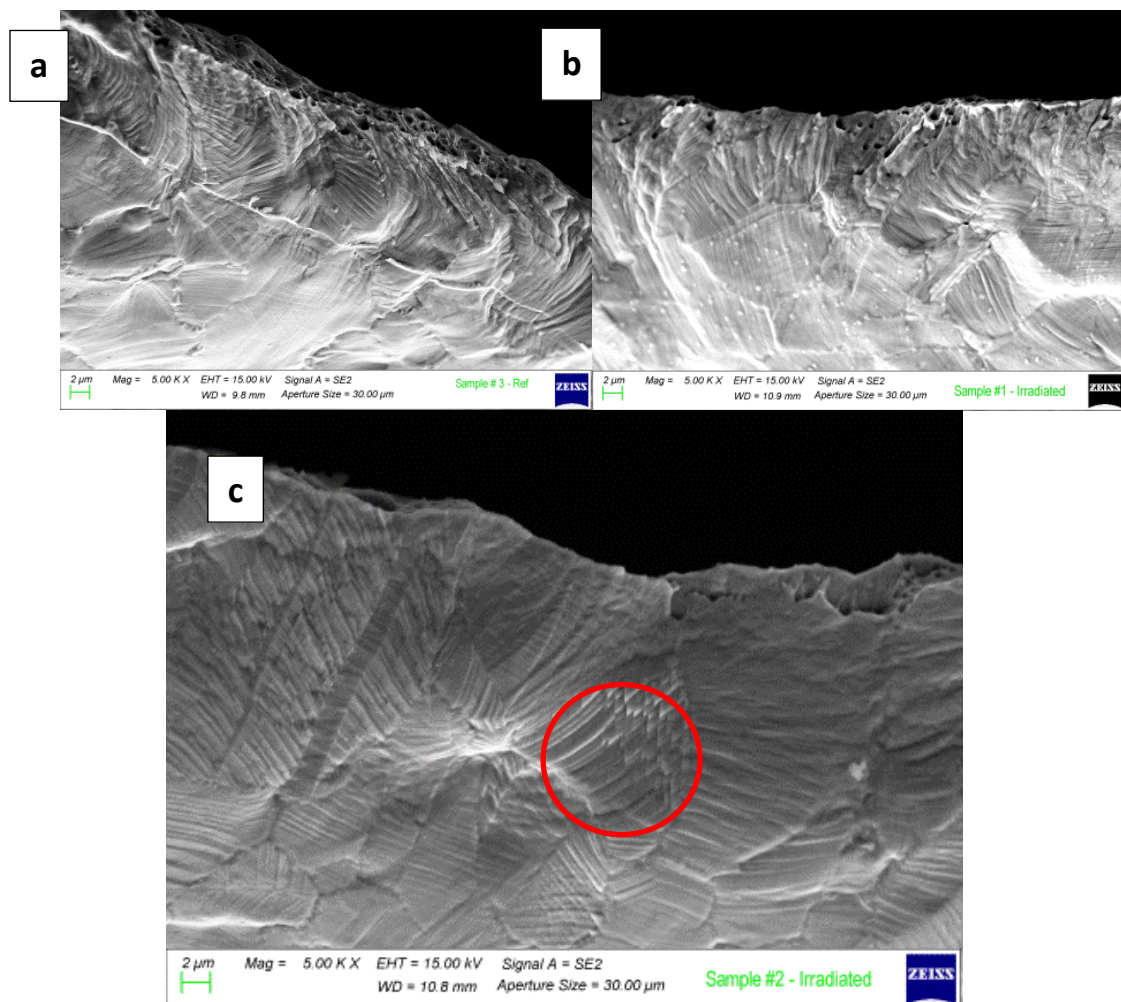 a
b
2 µm Mag = 5.00 K X EHT = 15.00 kV Signal A = SE2 Sample # 3 - Ref ZEISS
WD = 9.8 mm Aperture Size = 30.00 µm
2 µm Mag = 5.00 K X EHT = 15.00 kV Signal A = SE2 Sample #1 - Irradiated ZEISS
WD = 10.9 mm Aperture Size = 30.00 µm
c
2 µm Mag = 5.00 K X EHT = 15.00 kV Signal A = SE2 Sample #2 - Irradiated ZEISS
WD = 10.8 mm Aperture Size = 30.00 µm